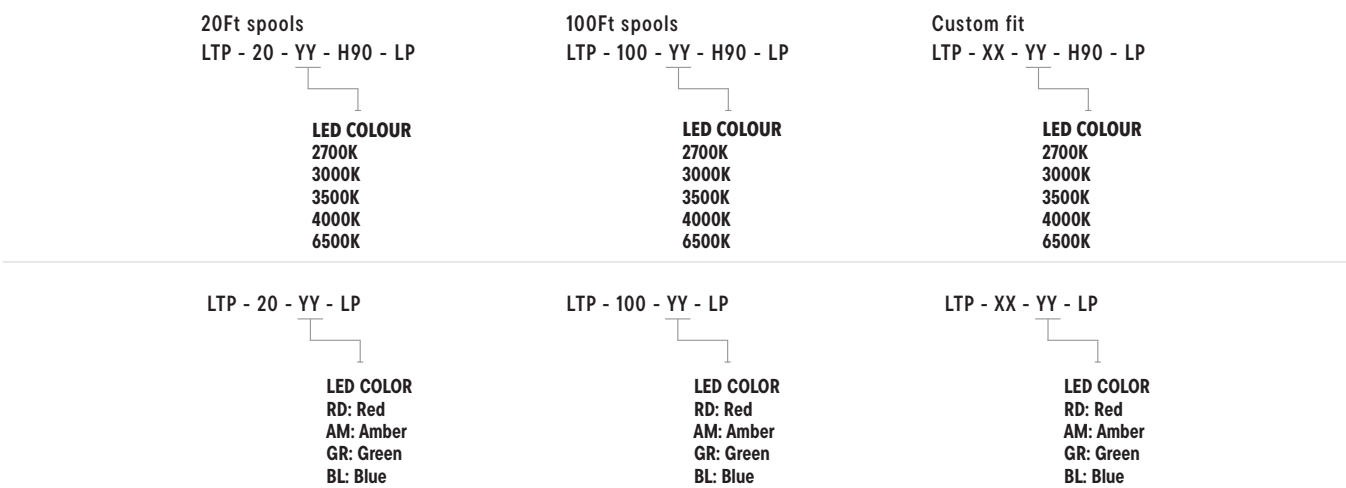 20Ft spools
LTP - 20 - YY - H90 - LP
LED COLOUR
2700K
3000K
3500K
4000K
6500K
100Ft spools
LTP - 100 - YY - H90 - LP
LED COLOUR
2700K
3000K
3500K
4000K
6500K
Custom fit
LTP - XX - YY - H90 - LP
LED COLOUR
2700K
3000K
3500K
4000K
6500K
LTP - 20 - YY - LP
LED COLOR
RD: Red
AM: Amber
GR: Green
BL: Blue
LTP - 100 - YY - LP
LED COLOR
RD: Red
AM: Amber
GR: Green
BL: Blue
LTP - XX - YY - LP
LED COLOR
RD: Red
AM: Amber
GR: Green
BL: Blue